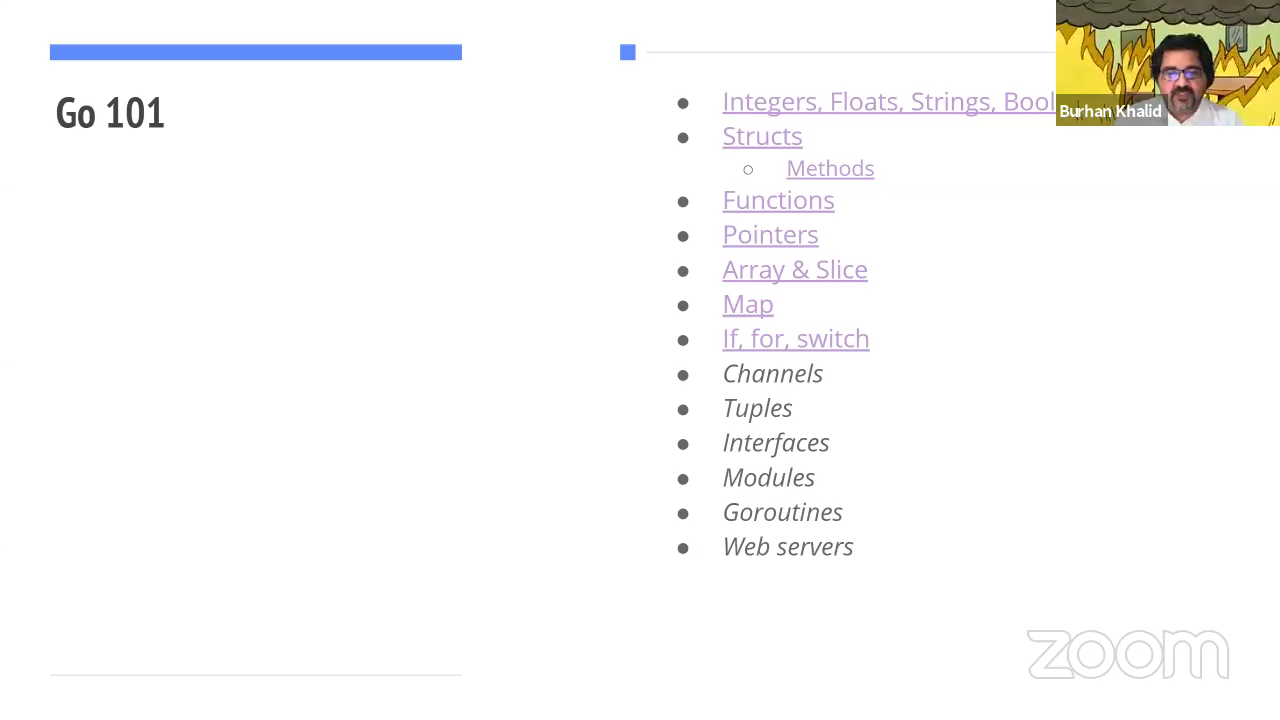 Go 101
Integers, Floats, Strings, Bool
Structs
Methods
Functions
Pointers
Array & Slice
Map
If, for, switch
Channels
Tuples
Interfaces
Modules
Goroutines
Web servers
Burhan Khalid
zoom